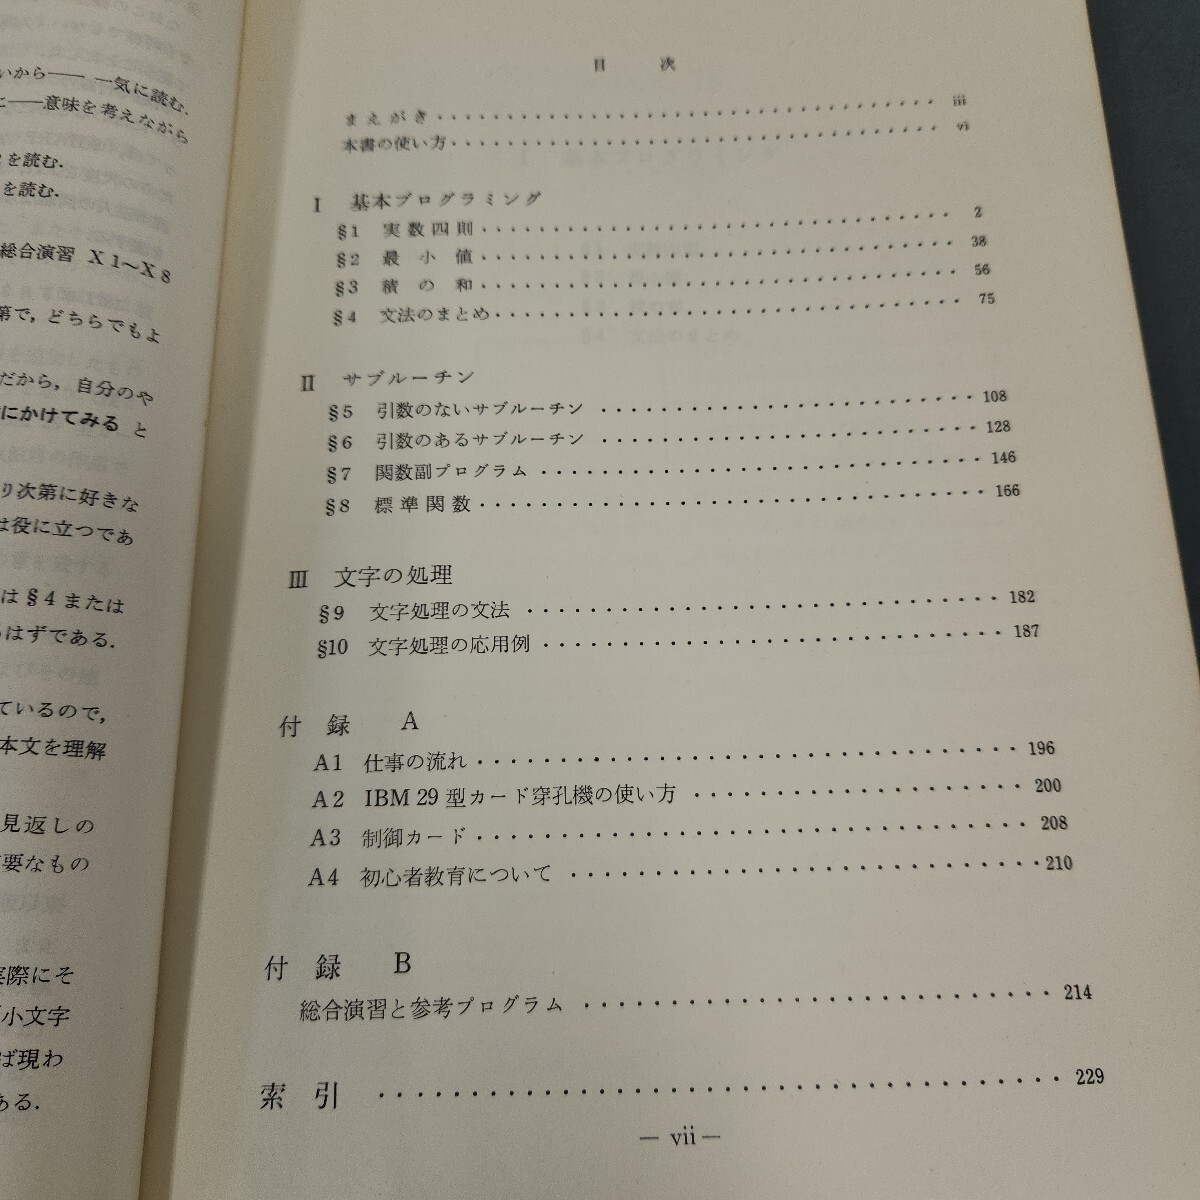 いから―― 一気に読む.
に――意味を考えながら
を読む.
を読む.
総合演習 X1～X8
第で, どちらでもよ
だから, 自分のや
にかけてみる と
り次第に好きな
は役に立つであ
は§4または
はずである.
ているので,
本文を理解
見返しの
要なもの
実際にそ
小文字
ば現わ
ある.
目 次
まえがき ・・・・・・ iii
本書の使い方 ・・・・・・ vi
I 基本プログラミング
§1 実数四則 ・・・・・・ 2
§2 最小値 ・・・・・・ 38
§3 積の和 ・・・・・・ 56
§4 文法のまとめ ・・・・・・ 75
II サブルーチン
§5 引数のないサブルーチン ・・・・・・ 108
§6 引数のあるサブルーチン ・・・・・・ 128
§7 関数副プログラム ・・・・・・ 146
§8 標準関数 ・・・・・・ 166
III 文字の処理
§9 文字処理の文法 ・・・・・・ 182
§10 文字処理の応用例 ・・・・・・ 187
付録 A
A1 仕事の流れ ・・・・・・ 196
A2 IBM 29型カード穿孔機の使い方 ・・・・・・ 200
A3 制御カード ・・・・・・ 208
A4 初心者教育について ・・・・・・ 210
付録 B
総合演習と参考プログラム ・・・・・・ 214
索引 ・・・・・・ 229
― vii ―